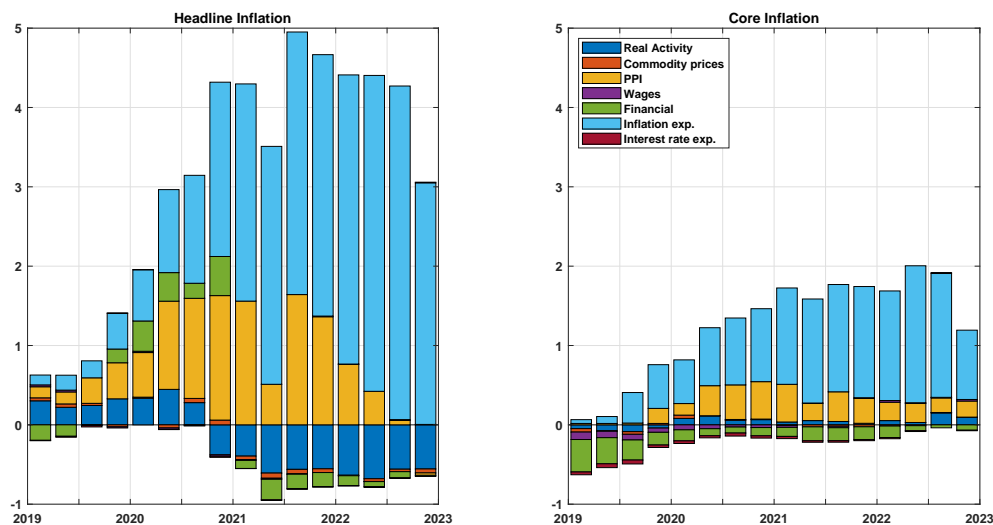 Headline Inflation
5
4
3
2
1
0
-1
2019 2020 2021 2022 2023
Core Inflation
Real Activity
Commodity prices
PPI
Wages
Financial
Inflation exp.
Interest rate exp.
5
4
3
2
1
0
-1
2019 2020 2021 2022 2023